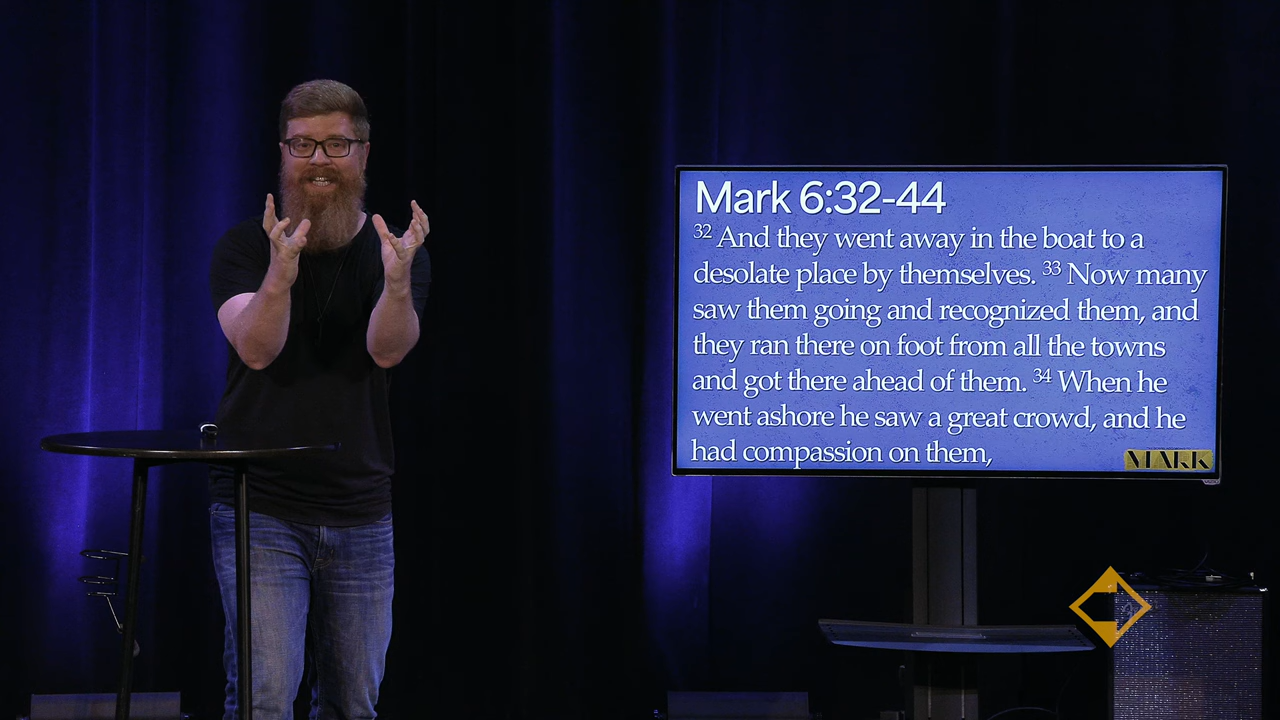 Mark 6:32-44
32 And they went away in the boat to a
desolate place by themselves. 33 Now many
saw them going and recognized them, and
they ran there on foot from all the towns
and got there ahead of them. 34 When he
went ashore he saw a great crowd, and he
had compassion on them,
MARK